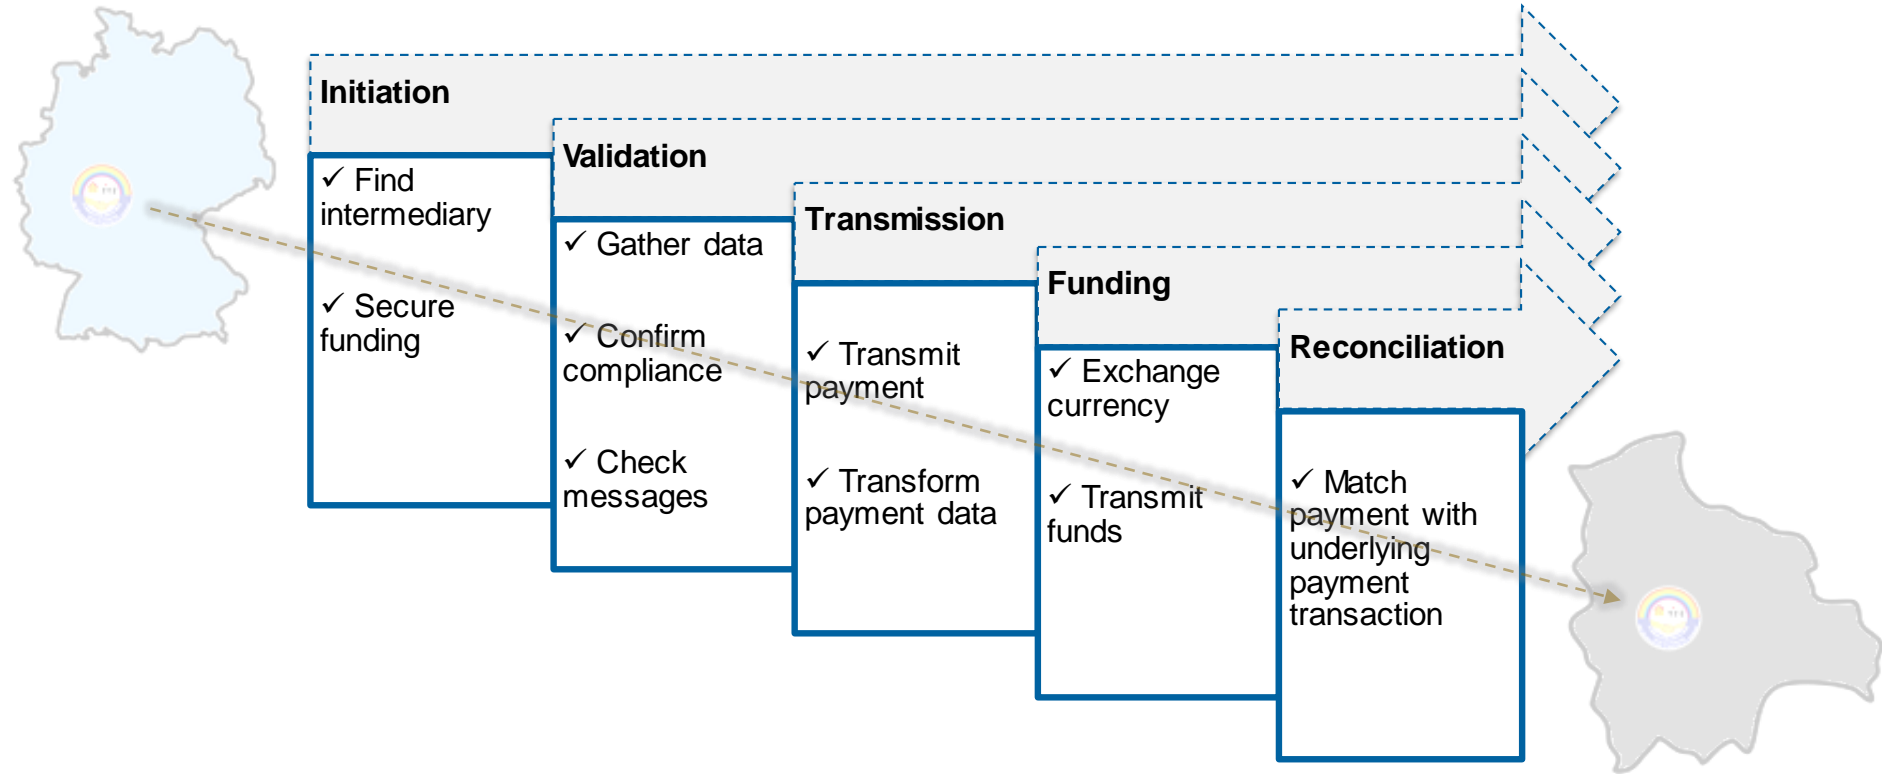 Initiation
✓ Find
intermediary
✓ Secure
funding
Validation
✓ Gather data
✓ Confirm
compliance
✓ Check
messages
Transmission
✓ Transmit
payment
✓ Transform
payment data
Funding
✓ Exchange
currency
✓ Transmit
funds
Reconciliation
✓ Match
payment with
underlying
payment
transaction